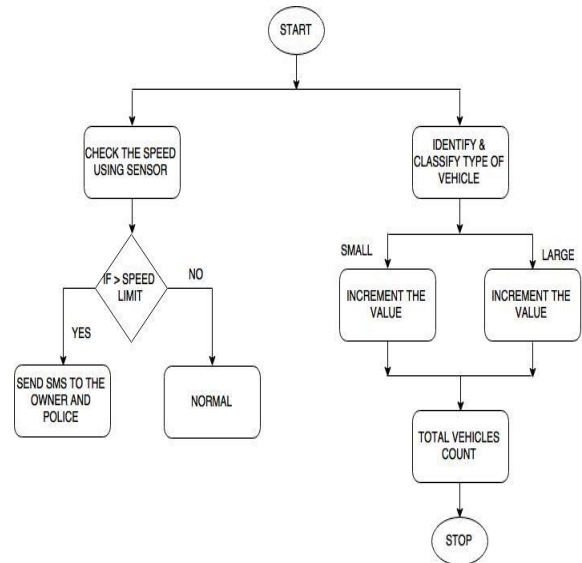 START
CHECK THE SPEED
USING SENSOR
IDENTIFY &
CLASSIFY TYPE OF
VEHICLE
IF > SPEED
LIMIT
NO
YES
SMALL
LARGE
INCREMENT THE
VALUE
INCREMENT THE
VALUE
SEND SMS TO THE
OWNER AND
POLICE
NORMAL
TOTAL VEHICLES
COUNT
STOP